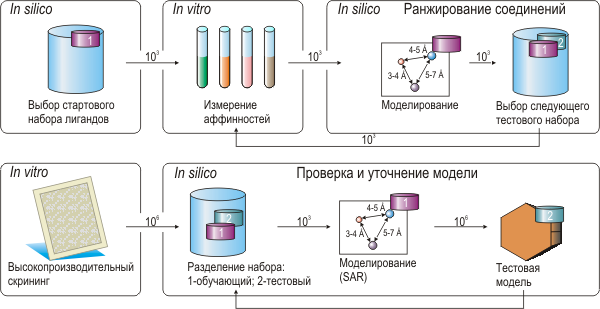 In silico
1
Выбор стартового
набора лигандов
10³
In vitro
Измерение
аффинностей
10³
In silico
Ранжирование соединений
4-5 Å
3-4 Å
5-7 Å
Моделирование
10³
2
1
Выбор следующего
тестового набора
10³
In vitro
Высокопроизводительный
скрининг
10⁶
In silico
Проверка и уточнение модели
2
1
Разделение набора:
1-обучающий; 2-тестовый
10³
1
4-5 Å
3-4 Å
5-7 Å
Моделирование
(SAR)
10⁶
2
Тестовая
модель